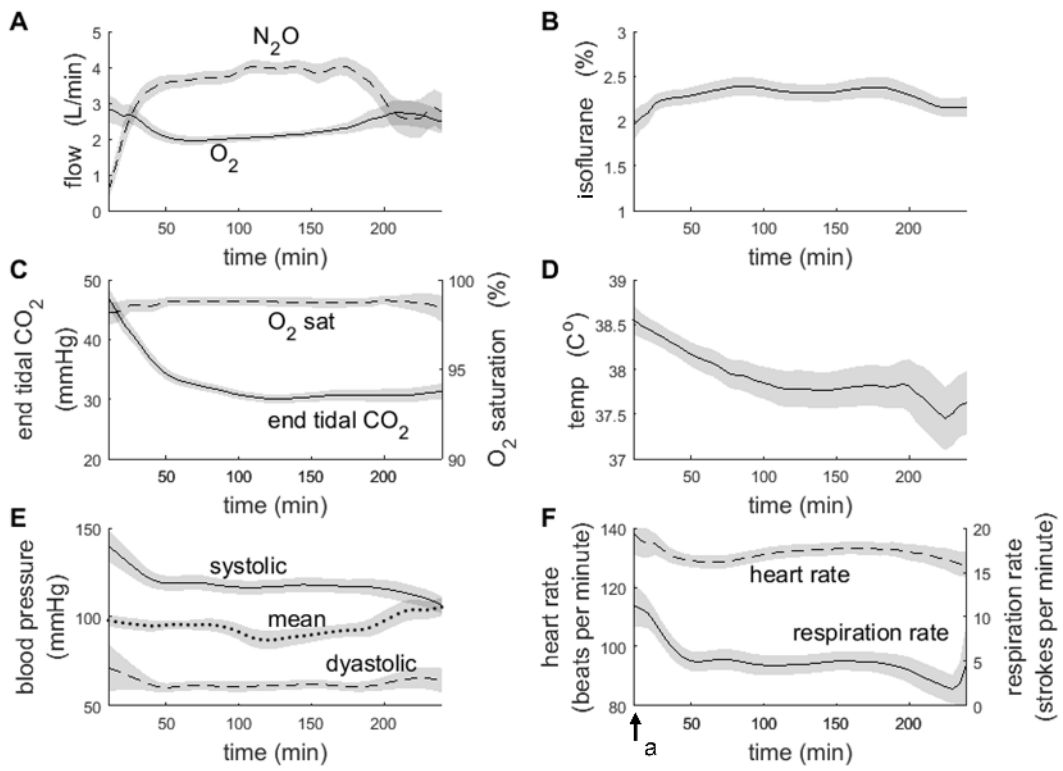 A
N₂O
O₂
flow (L/min)
5
4
3
2
1
0
50
100
150
200
time (min)
B
isoflurane (%)
3
2.5
2
1.5
1
50
100
150
200
time (min)
C
end tidal CO₂
(mmHg)
50
40
30
20
O₂ sat
end tidal CO₂
100
98
95
93
90
O₂ saturation (%)
50
100
150
200
time (min)
D
temp (Cᵒ)
39
38.5
38
37.5
37
50
100
150
200
time (min)
E
blood pressure
(mmHg)
150
100
50
systolic
mean
dyastolic
50
100
150
200
time (min)
F
heart rate
(beats per minute)
140
120
100
80
heart rate
respiration rate
20
15
10
5
0
respiration rate
(strokes per minute)
50
100
150
200
time (min)
a